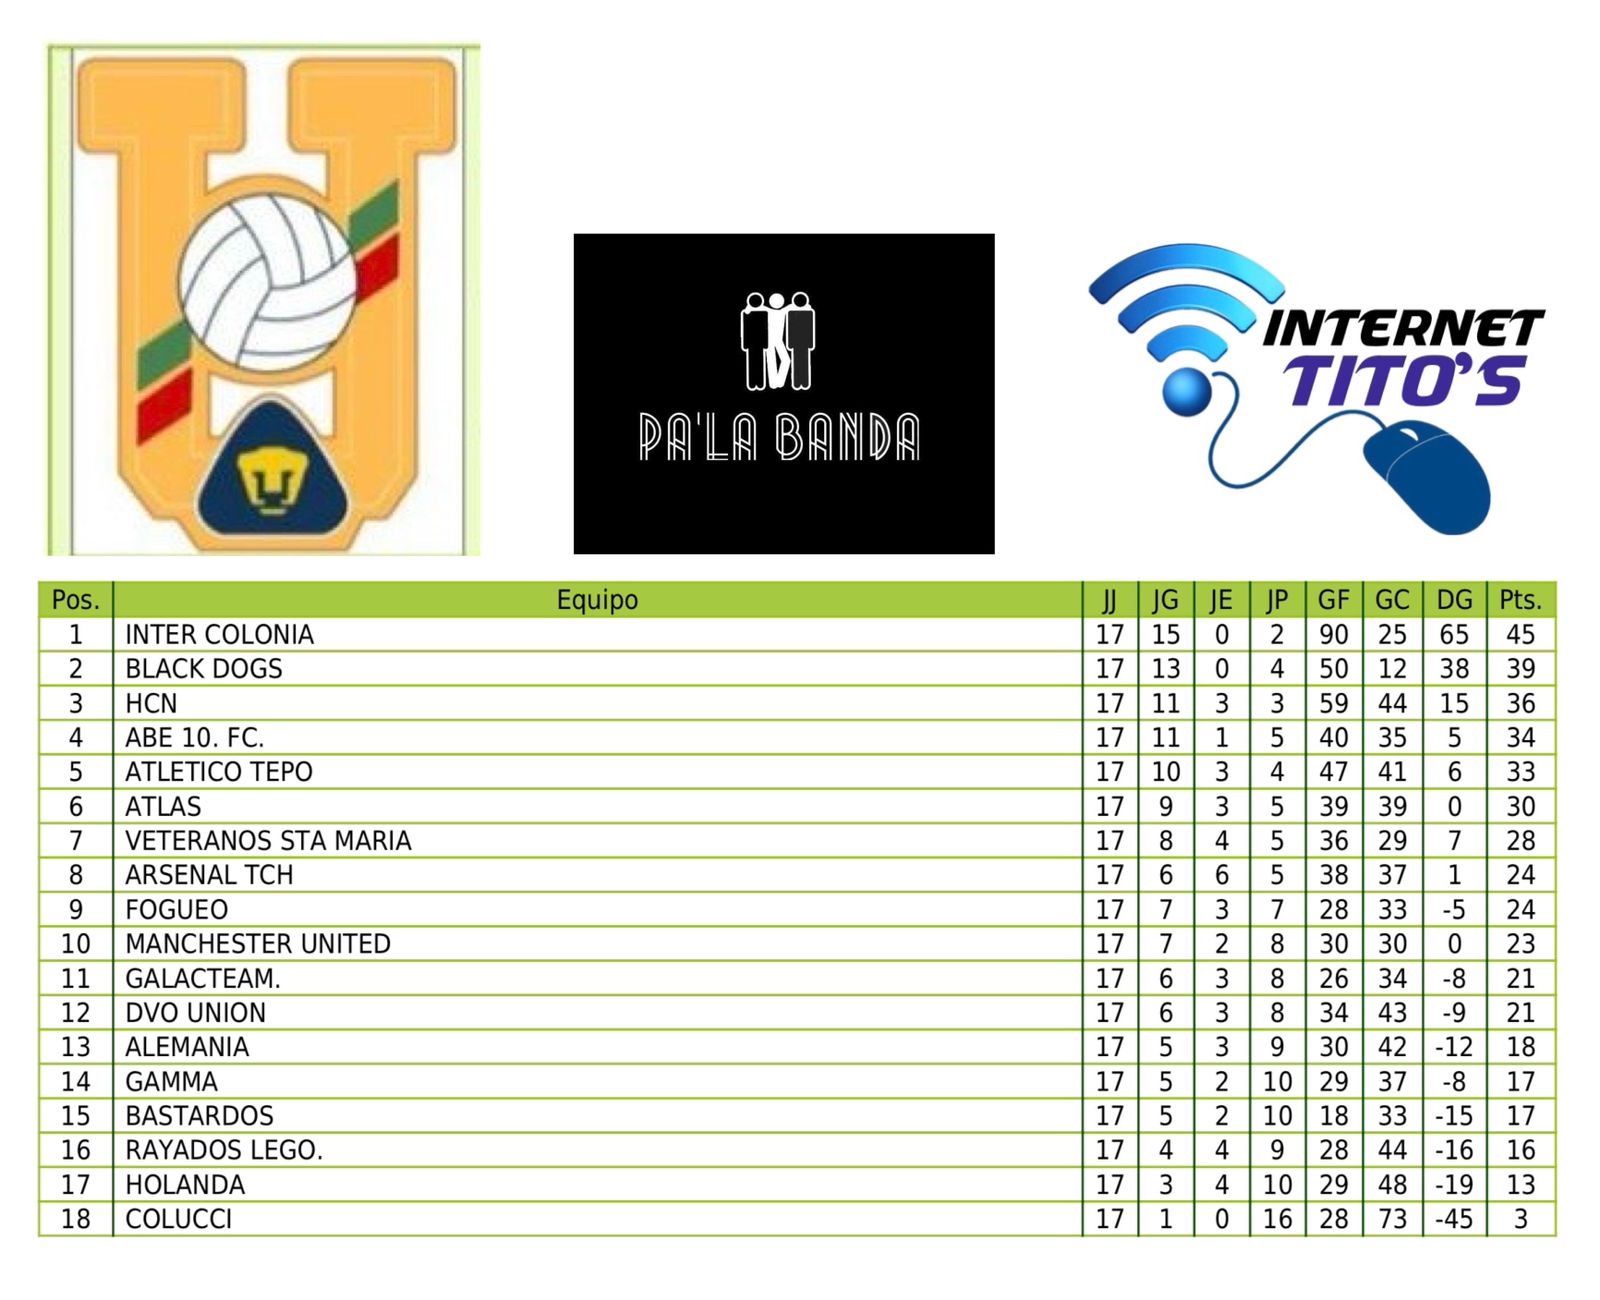 PA'LA BANDA
INTERNET
TITO'S
Pos. Equipo JJ JG JE JP GF GC DG Pts.
1 INTER COLONIA 17 15 0 2 90 25 65 45
2 BLACK DOGS 17 13 0 4 50 12 38 39
3 HCN 17 11 3 3 59 44 15 36
4 ABE 10. FC. 17 11 1 5 40 35 5 34
5 ATLETICO TEPO 17 10 3 4 47 41 6 33
6 ATLAS 17 9 3 5 39 39 0 30
7 VETERANOS STA MARIA 17 8 4 5 36 29 7 28
8 ARSENAL TCH 17 6 6 5 38 37 1 24
9 FOGUEO 17 7 3 7 28 33 -5 24
10 MANCHESTER UNITED 17 7 2 8 30 30 0 23
11 GALACTEAM. 17 6 3 8 26 34 -8 21
12 DVO UNION 17 6 3 8 34 43 -9 21
13 ALEMANIA 17 5 3 9 30 42 -12 18
14 GAMMA 17 5 2 10 29 37 -8 17
15 BASTARDOS 17 5 2 10 18 33 -15 17
16 RAYADOS LEGO. 17 4 4 9 28 44 -16 16
17 HOLANDA 17 3 4 10 29 48 -19 13
18 COLUCCI 17 1 0 16 28 73 -45 3